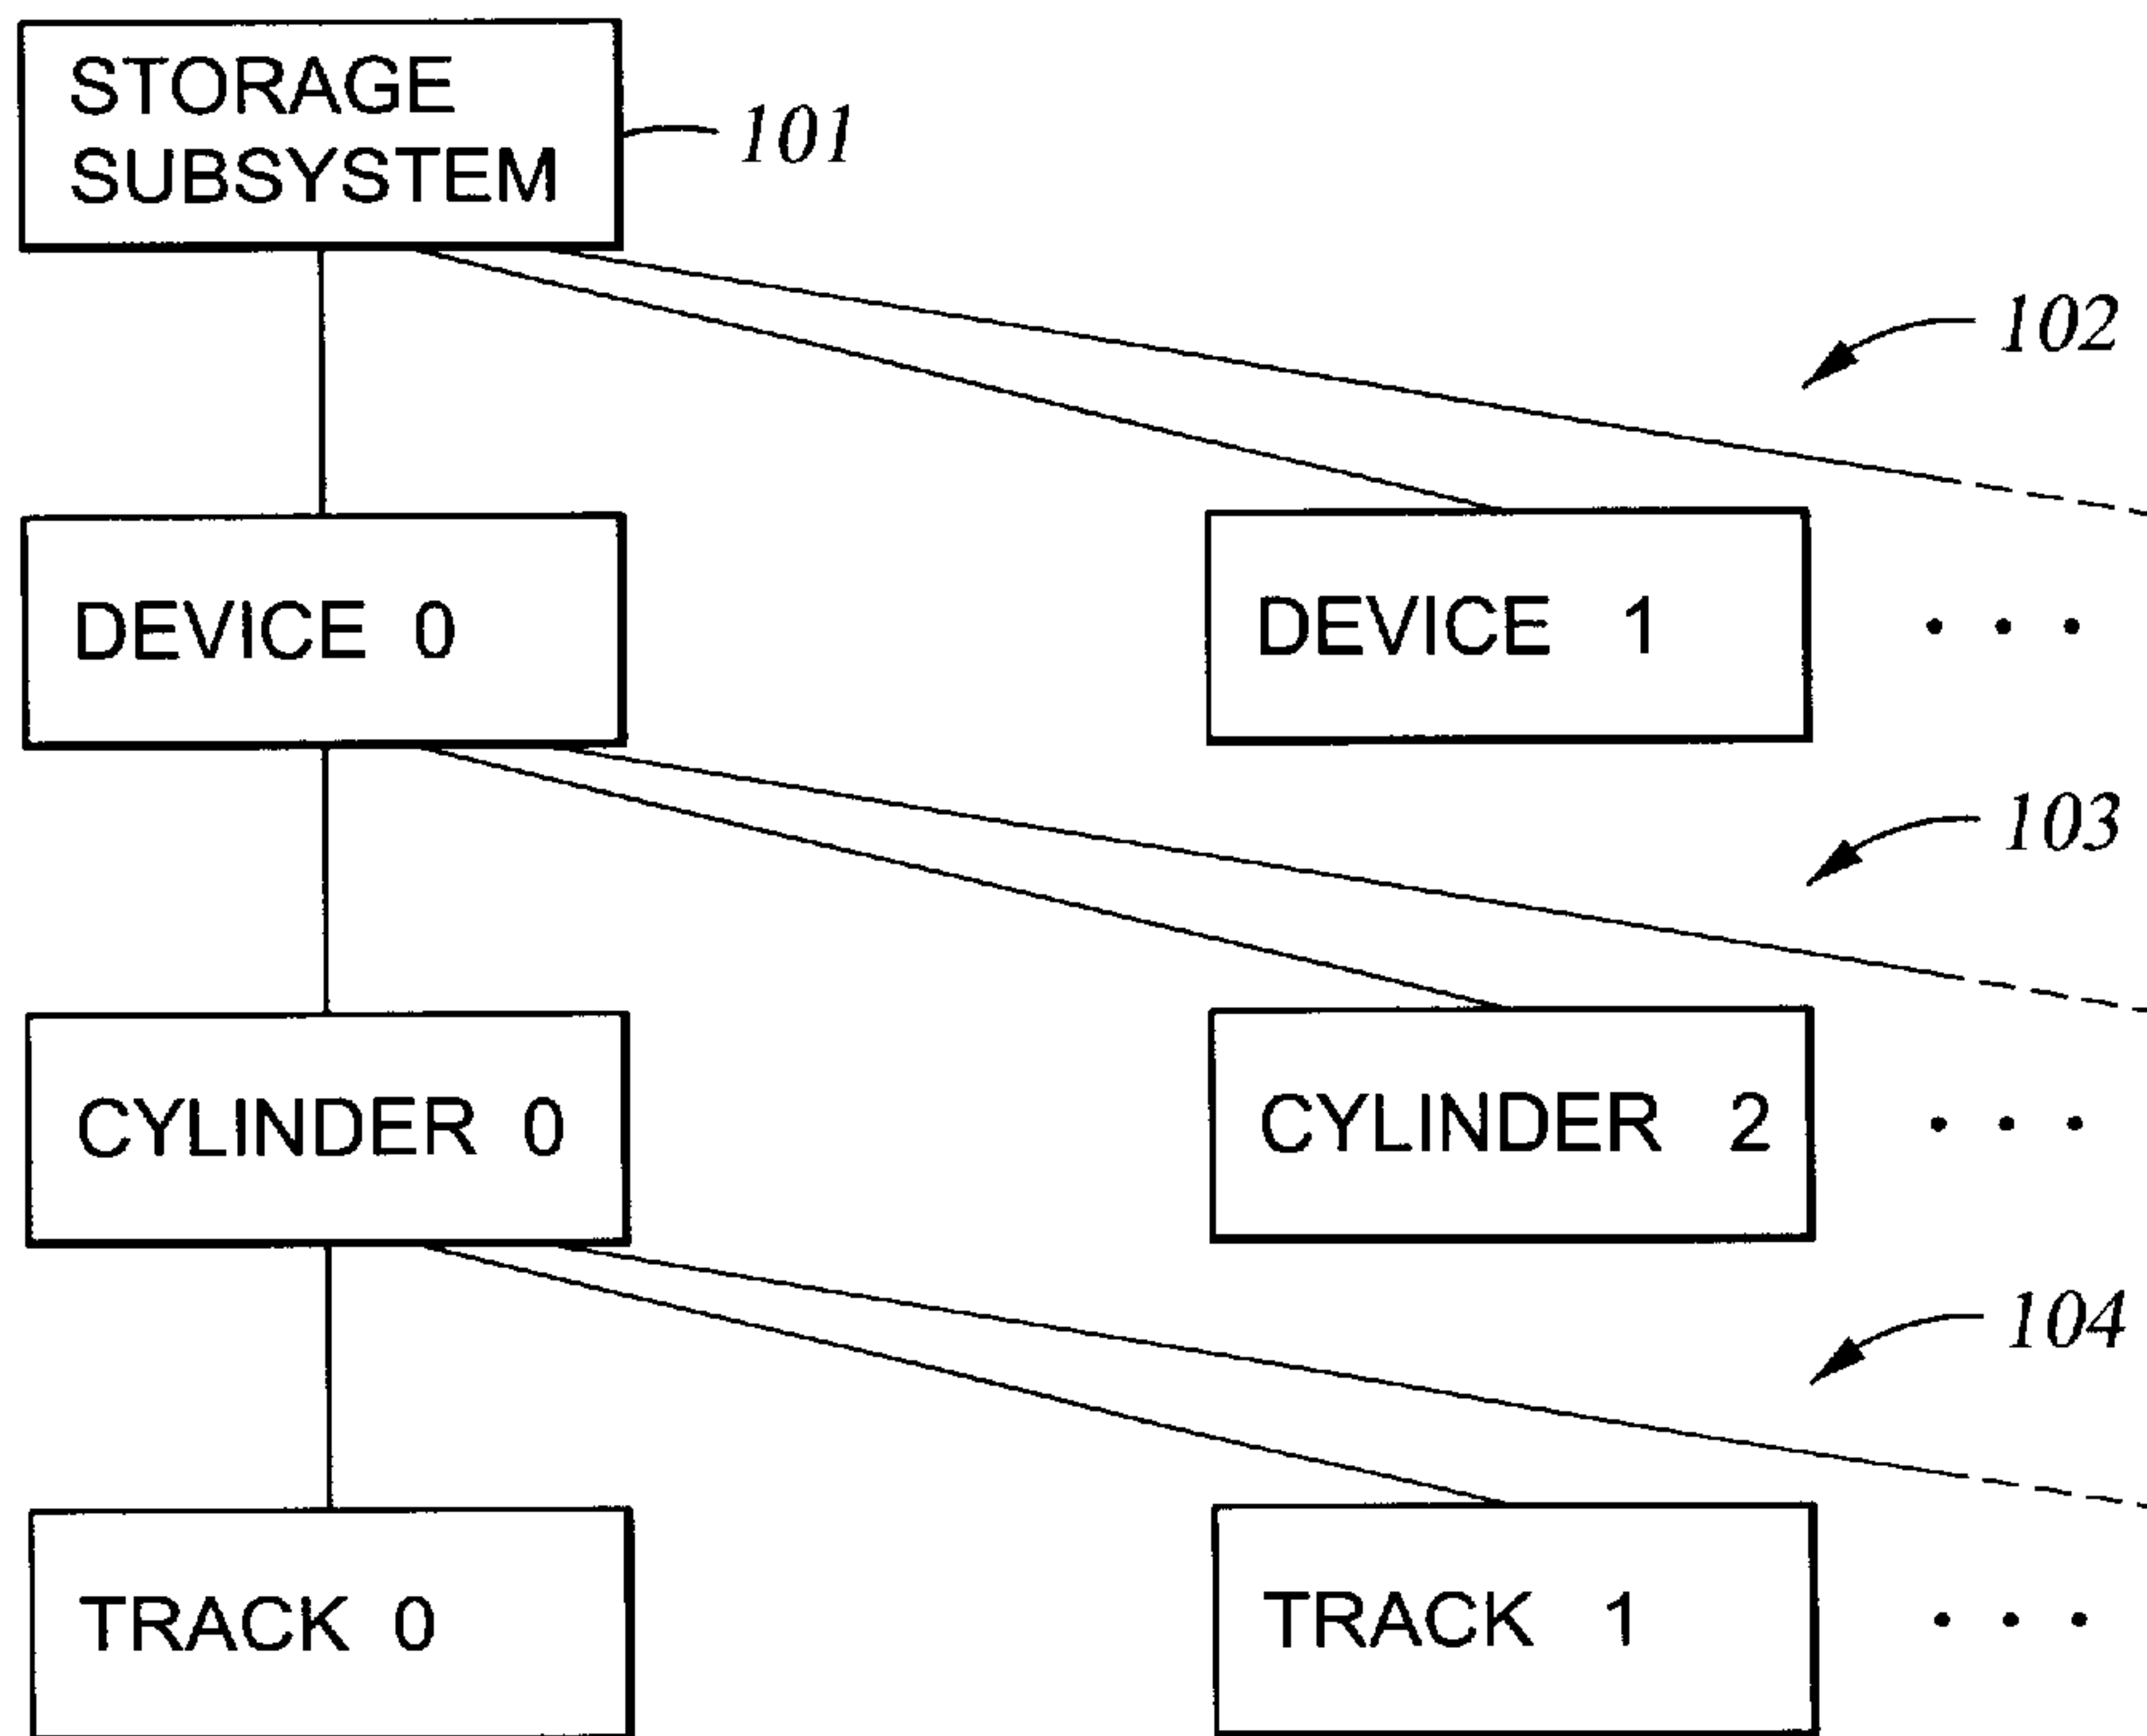 STORAGE
SUBSYSTEM
101
102
DEVICE 0
DEVICE 1
. . .
103
CYLINDER 0
CYLINDER 2
. . .
104
TRACK 0
TRACK 1
. . .